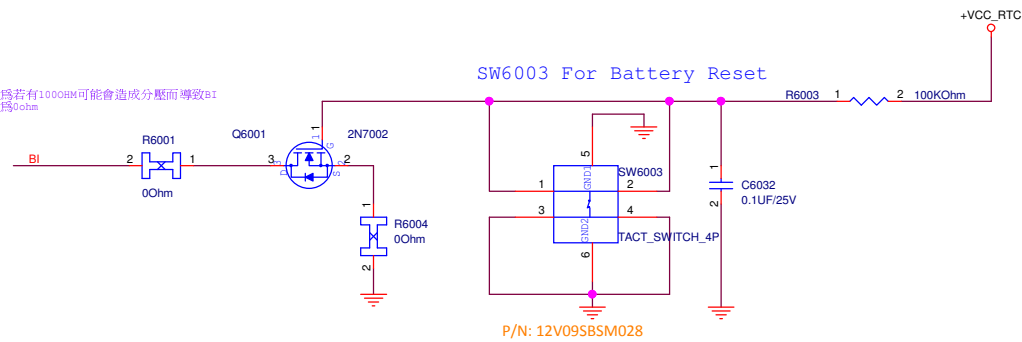 +VCC_RTC
SW6003 For Battery Reset
為若有100OHM可能會造成分壓而導致BI
為0ohm
R6003 1 2 100KOhm
R6001
Q6001
1
G
2N7002
BI
2 1
3 D
S 2
0Ohm
5
GND1
SW6003
1 2
3 4
GND2
TACT_SWITCH_4P
6
1
C6032
0.1UF/25V
2
1
R6004
0Ohm
2
P/N: 12V09SBSM028